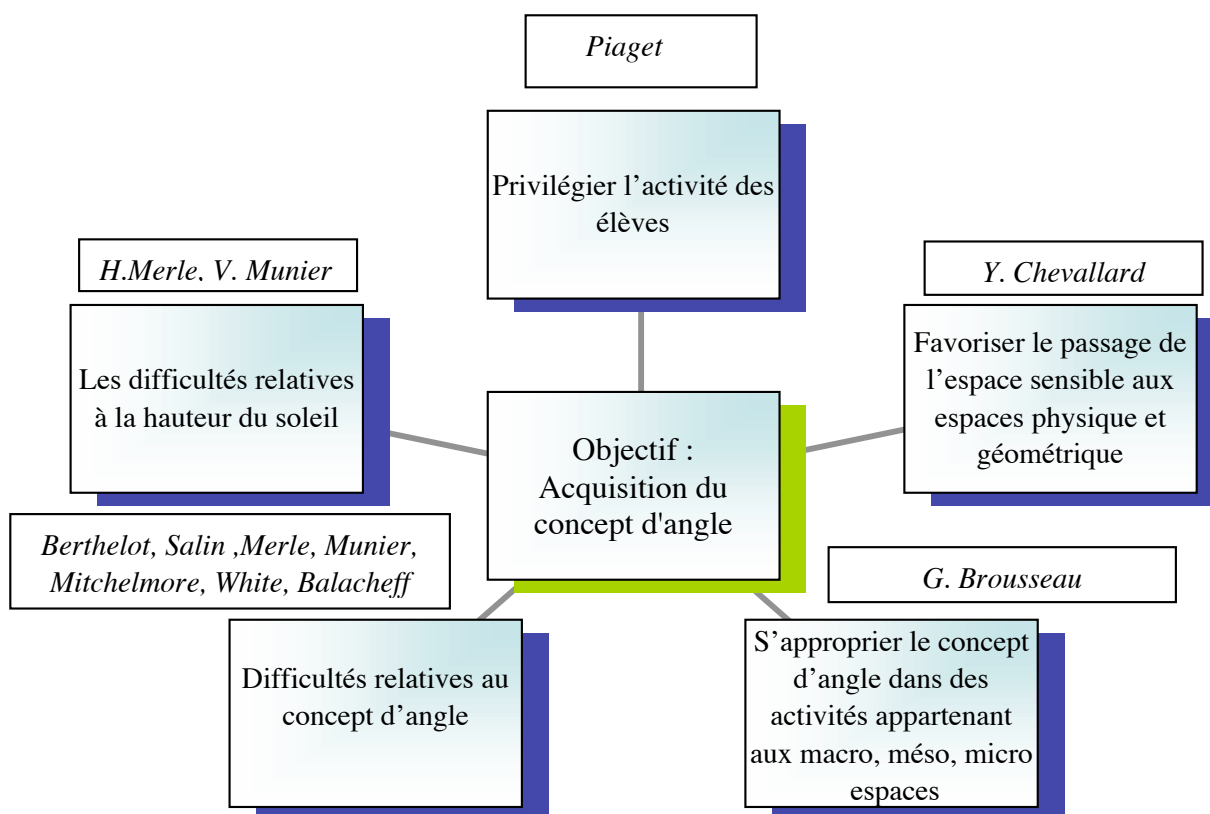 Piaget
Privilégier l’activité des
élèves
H.Merle, V. Munier
Les difficultés relatives
à la hauteur du soleil
Y. Chevallard
Favoriser le passage de
l’espace sensible aux
espaces physique et
géométrique
Objectif :
Acquisition du
concept d'angle
Berthelot, Salin ,Merle, Munier,
Mitchelmore, White, Balacheff
Difficultés relatives au
concept d’angle
G. Brousseau
S’approprier le concept
d’angle dans des
activités appartenant
aux macro, méso, micro
espaces